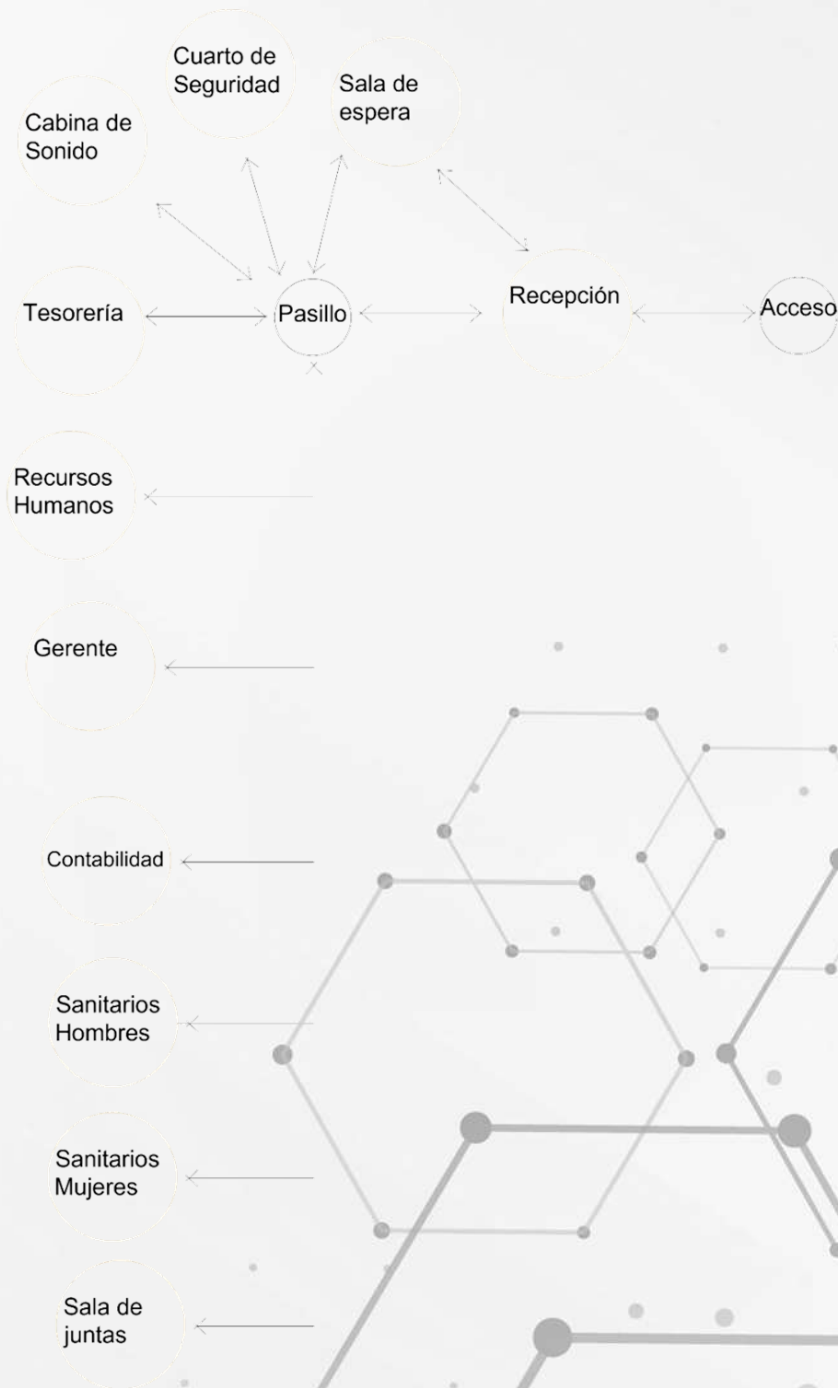 Cuarto de
Seguridad
Sala de
espera
Cabina de
Sonido
Tesorería
Pasillo
Recepción
Acceso
Recursos
Humanos
Gerente
Contabilidad
Sanitarios
Hombres
Sanitarios
Mujeres
Sala de
juntas